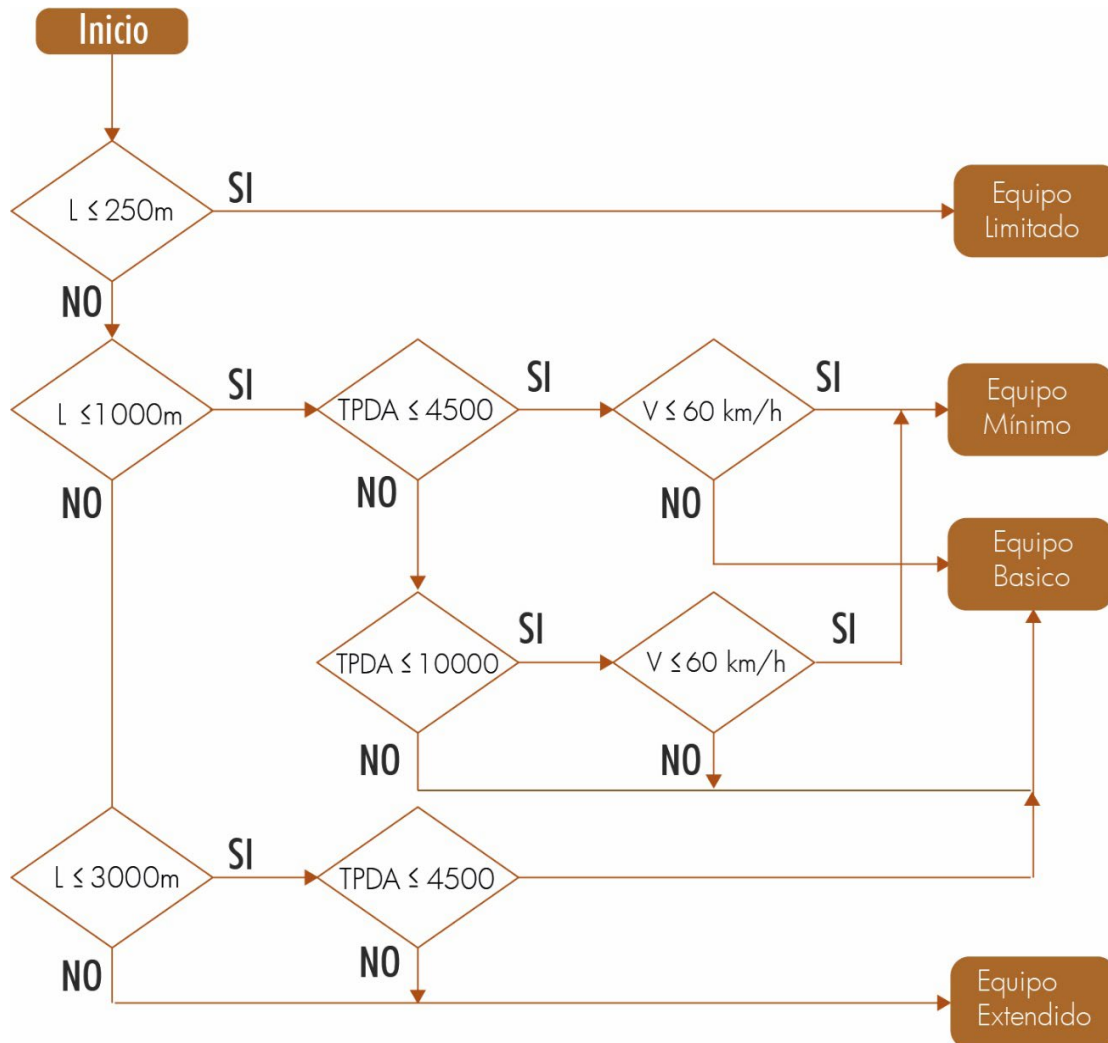 Inicio
L ≤ 250m
SI
Equipo
Limitado
NO
L ≤1000m
SI
TPDA ≤ 4500
SI
V ≤ 60 km/h
SI
Equipo
Mínimo
NO
NO
NO
Equipo
Basico
TPDA ≤ 10000
SI
V ≤ 60 km/h
SI
NO
NO
L ≤ 3000m
SI
TPDA ≤ 4500
NO
NO
Equipo
Extendido